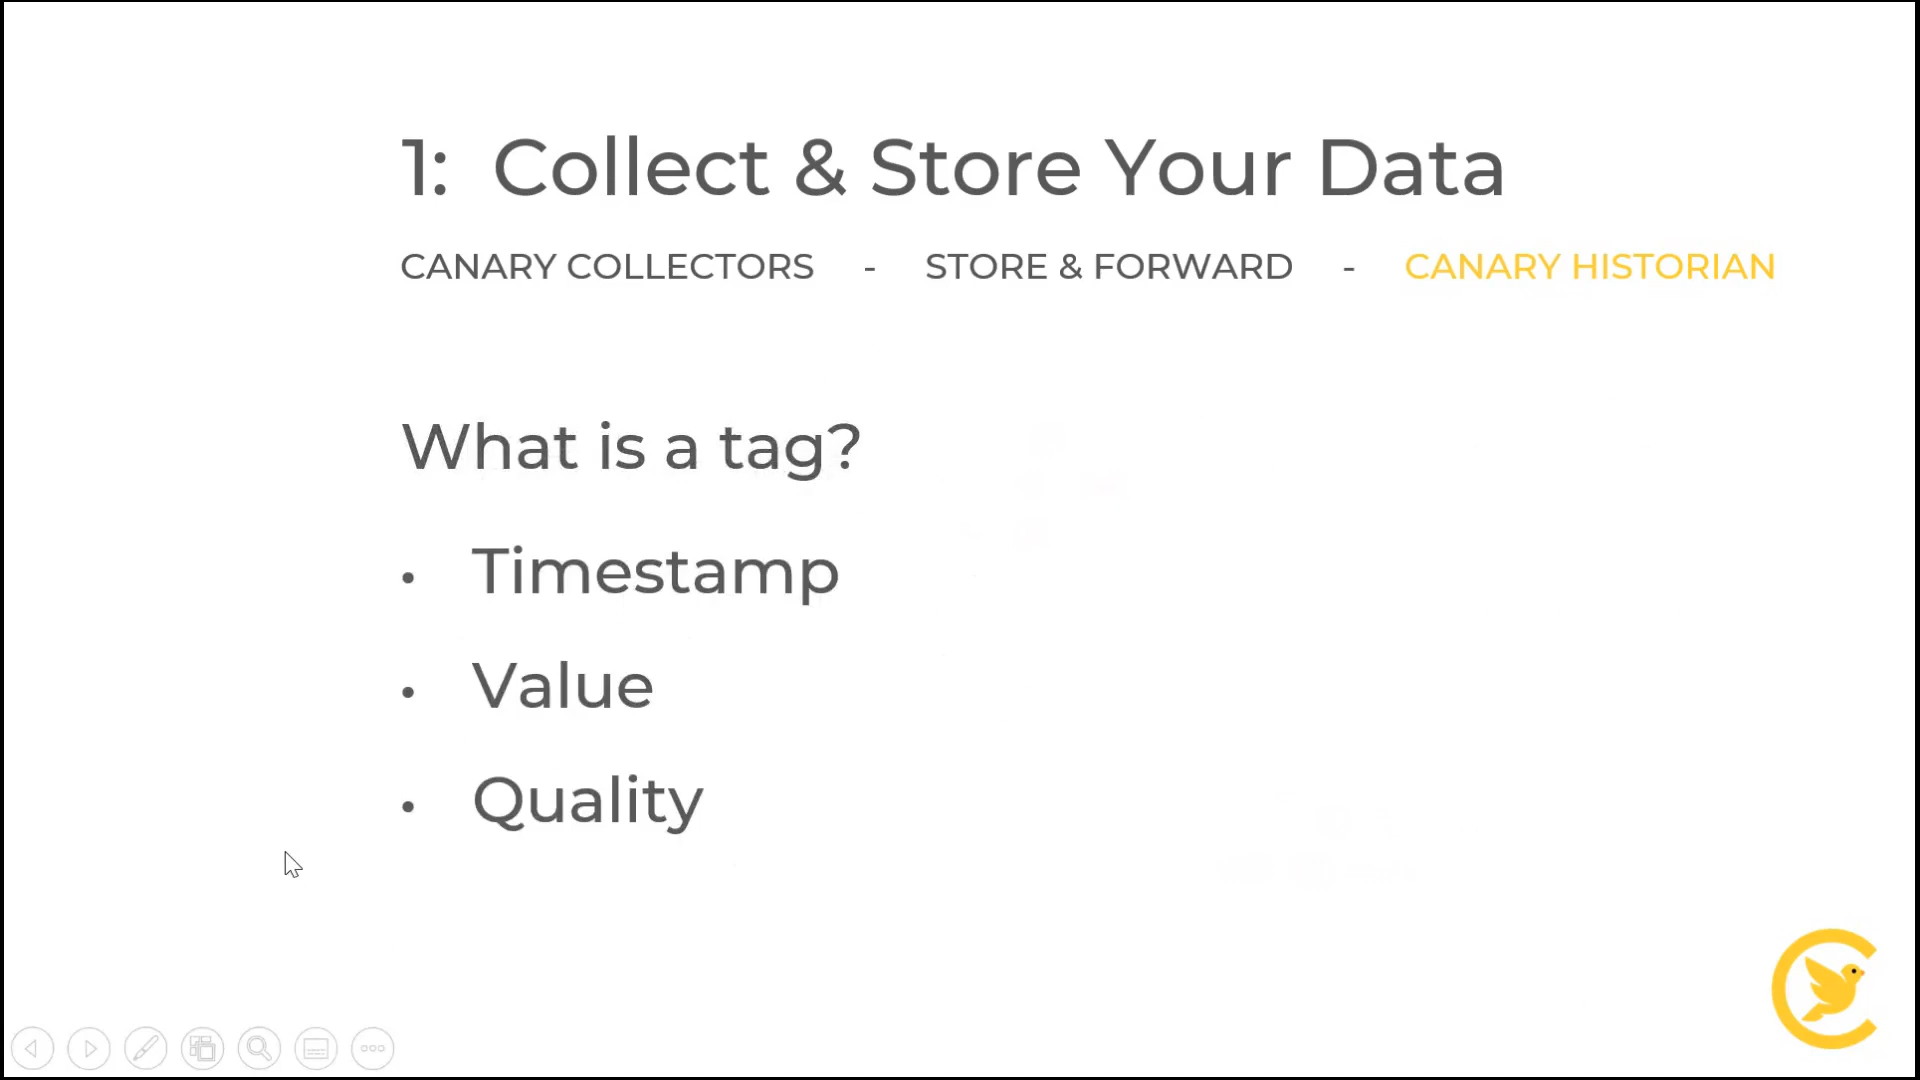 1: Collect & Store Your Data
CANARY COLLECTORS - STORE & FORWARD - CANARY HISTORIAN
What is a tag?
• Timestamp
• Value
• Quality